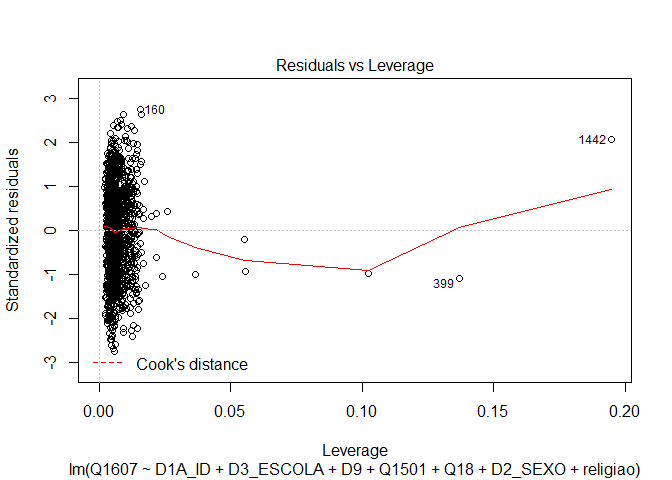 Residuals vs Leverage
Standardized residuals
3
2
1
0
-1
-2
-3
160
1442
399
Cook's distance
0.00 0.05 0.10 0.15 0.20
Leverage
lm(Q1607 ~ D1A_ID + D3_ESCOLA + D9 + Q1501 + Q18 + D2_SEXO + religiao)